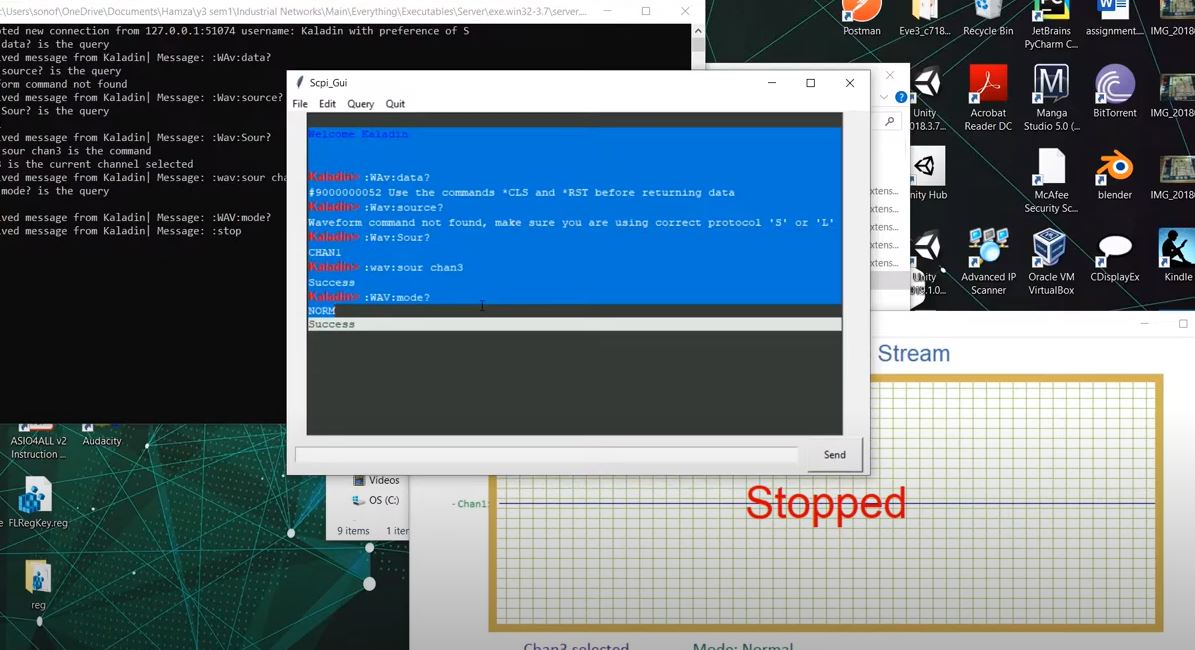 :\Users\sonof\OneDrive\Documents\Hamza\y3 sem1\Industrial Networks\Main\Everything\Executables\Server\exe.win32-3.7\server....
pted new connection from 127.0.0.1:51074 username: Kaladin with preference of S
data? is the query
ved message from Kaladin| Message: :WAv:data?
source? is the query
orm command not found
ved message from Kaladin| Message: :Wav:source?
Sour? is the query
ved message from Kaladin| Message: :Wav:Sour?
sour chan3 is the command
3 is the current channel selected
ved message from Kaladin| Message: :wav:sour cha
mode? is the query
ved message from Kaladin| Message: :WAV:mode?
ved message from Kaladin| Message: :stop
Scpi_Gui
File Edit Query Quit
Welcome Kaladin
Kaladin> :WAv:data?
#9000000052 Use the commands *CLS and *RST before returning data
Kaladin> :Wav:source?
Waveform command not found, make sure you are using correct protocol 'S' or 'L'
Kaladin> :Wav:Sour?
CHAN1
Kaladin> :wav:sour chan3
Success
Kaladin> :WAV:mode?
NORM
Success
Send
Postman
Eve3_c718...
Recycle Bin
JetBrains
PyCharm C...
assignment...
IMG_2018
Unity
2018.3.7...
Acrobat
Reader DC
Manga
Studio 5.0 (...
BitTorrent
IMG_2018
Unity Hub
McAfee
Security Sc...
blender
IMG_2018
Unity
Advanced IP
Scanner
Oracle VM
VirtualBox
CDisplayEx
Kindle
xtens...
xtens...
xtens...
xtens...
ASIO4ALL v2
Instruction ...
Audacity
FLRegKey.reg
reg
Videos
OS (C:)
9 items
Stream
- Chan1:
Stopped
Chan3 selected
Mode: Normal